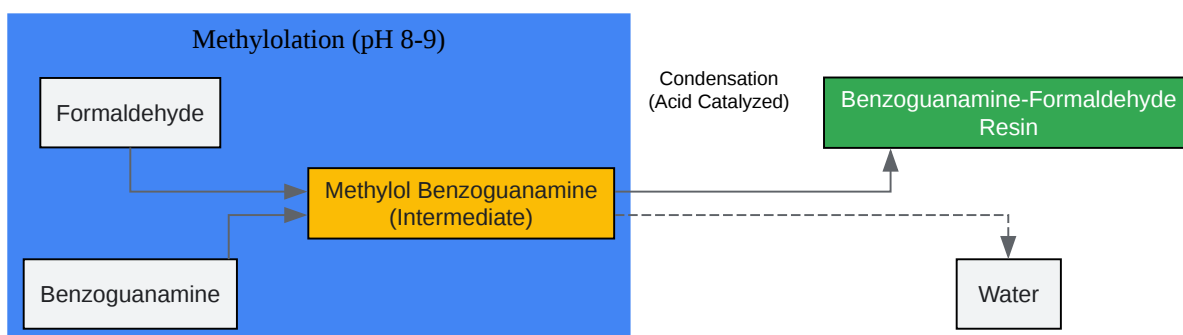 Methylolation (pH 8-9)
Formaldehyde
Condensation
(Acid Catalyzed)
Benzoguanamine-Formaldehyde
Resin
Methylol Benzoguanamine
(Intermediate)
Benzoguanamine
Water